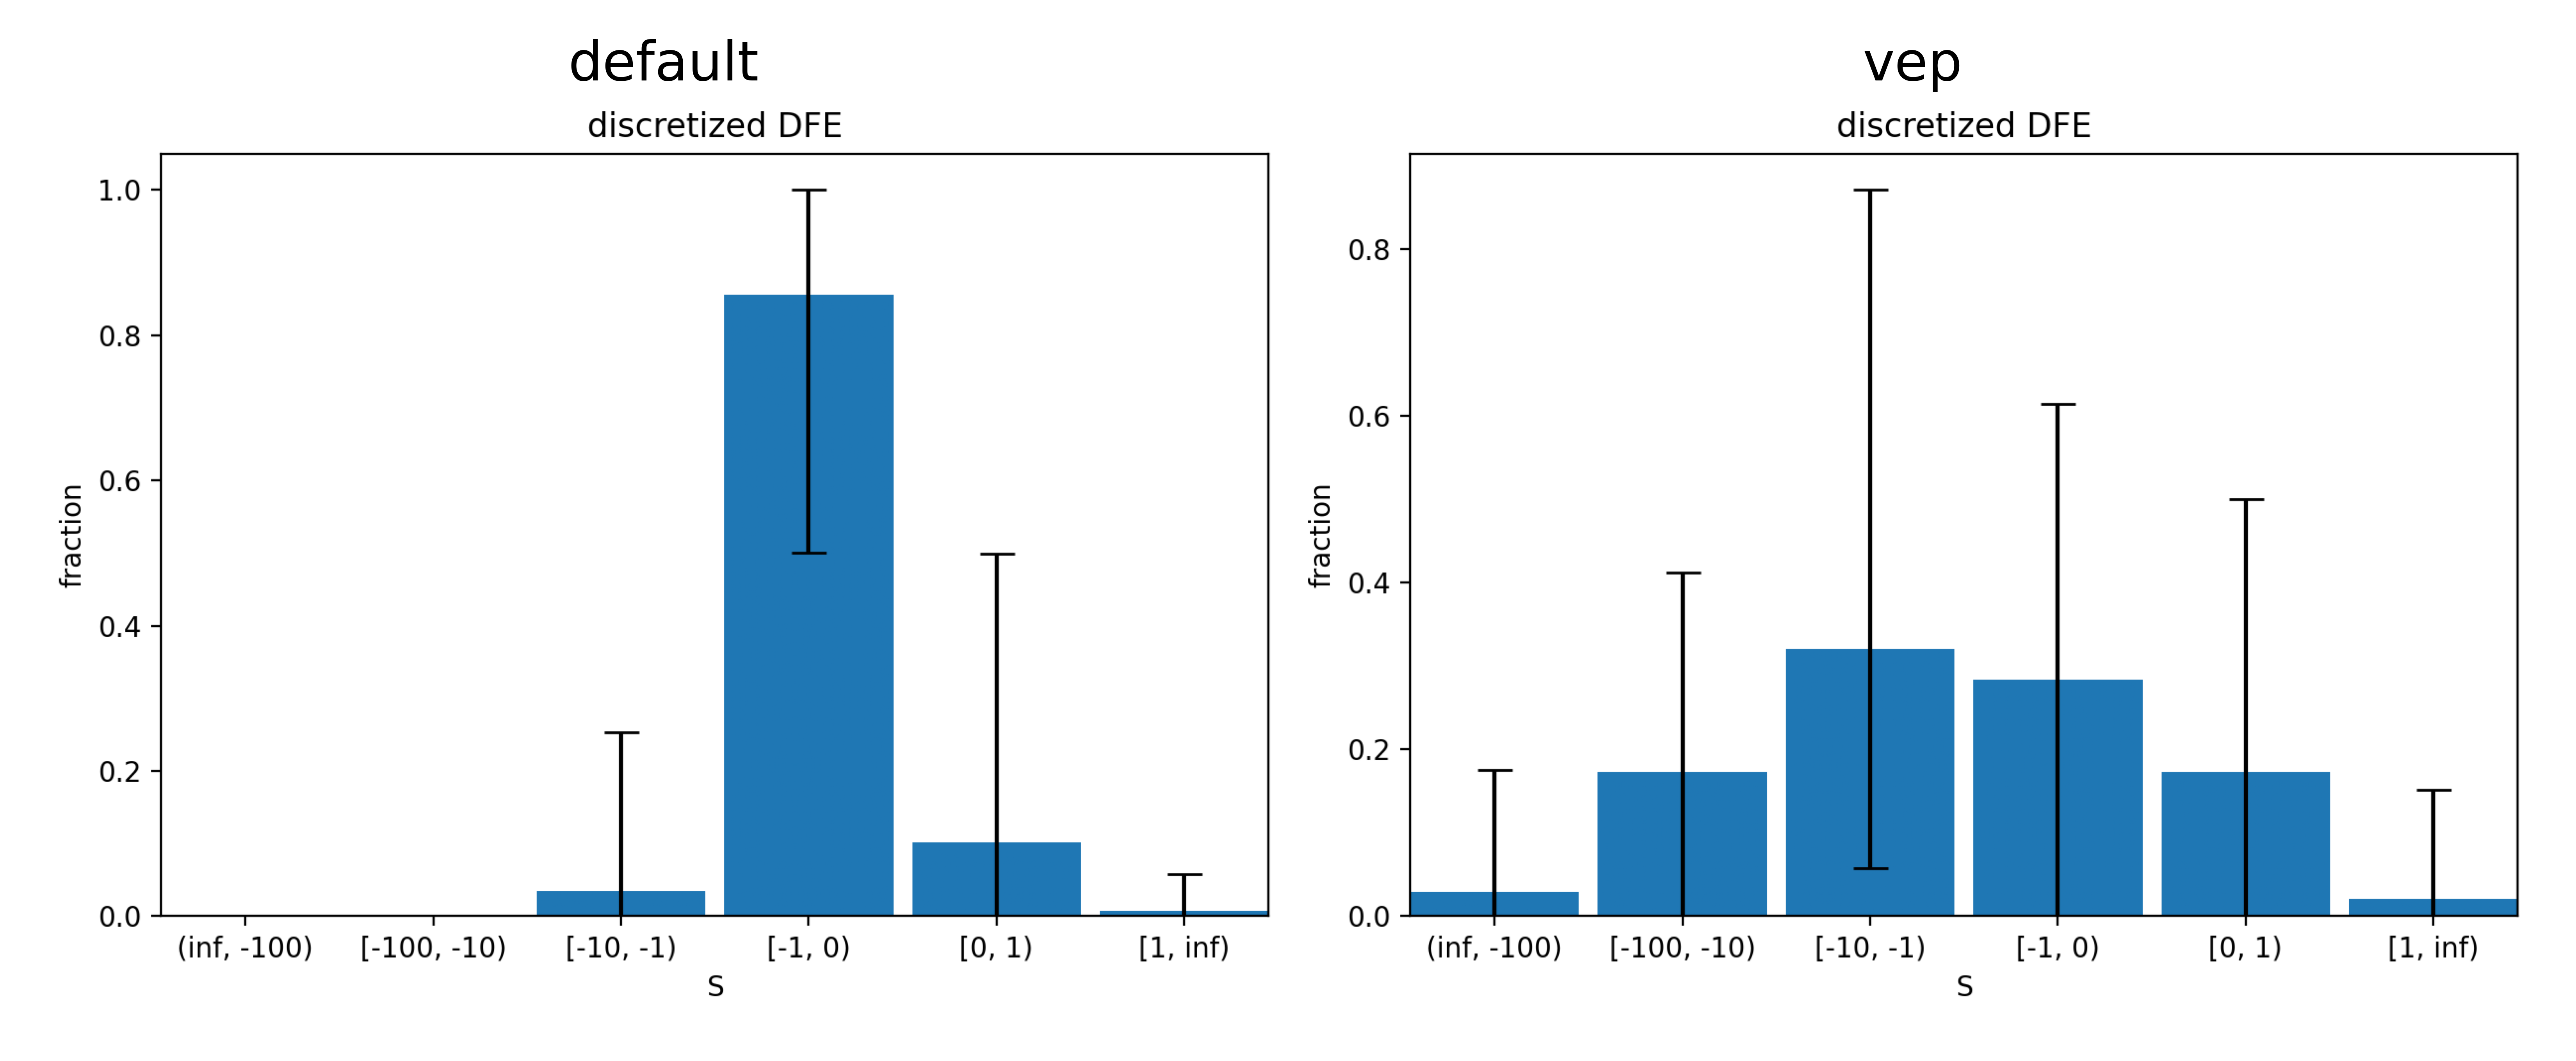 default
discretized DFE
fraction
1.0
0.8
0.6
0.4
0.2
0.0
(inf, -100)
[-100, -10)
[-10, -1)
[-1, 0)
[0, 1)
[1, inf)
S
vep
discretized DFE
fraction
0.8
0.6
0.4
0.2
0.0
(inf, -100)
[-100, -10)
[-10, -1)
[-1, 0)
[0, 1)
[1, inf)
S